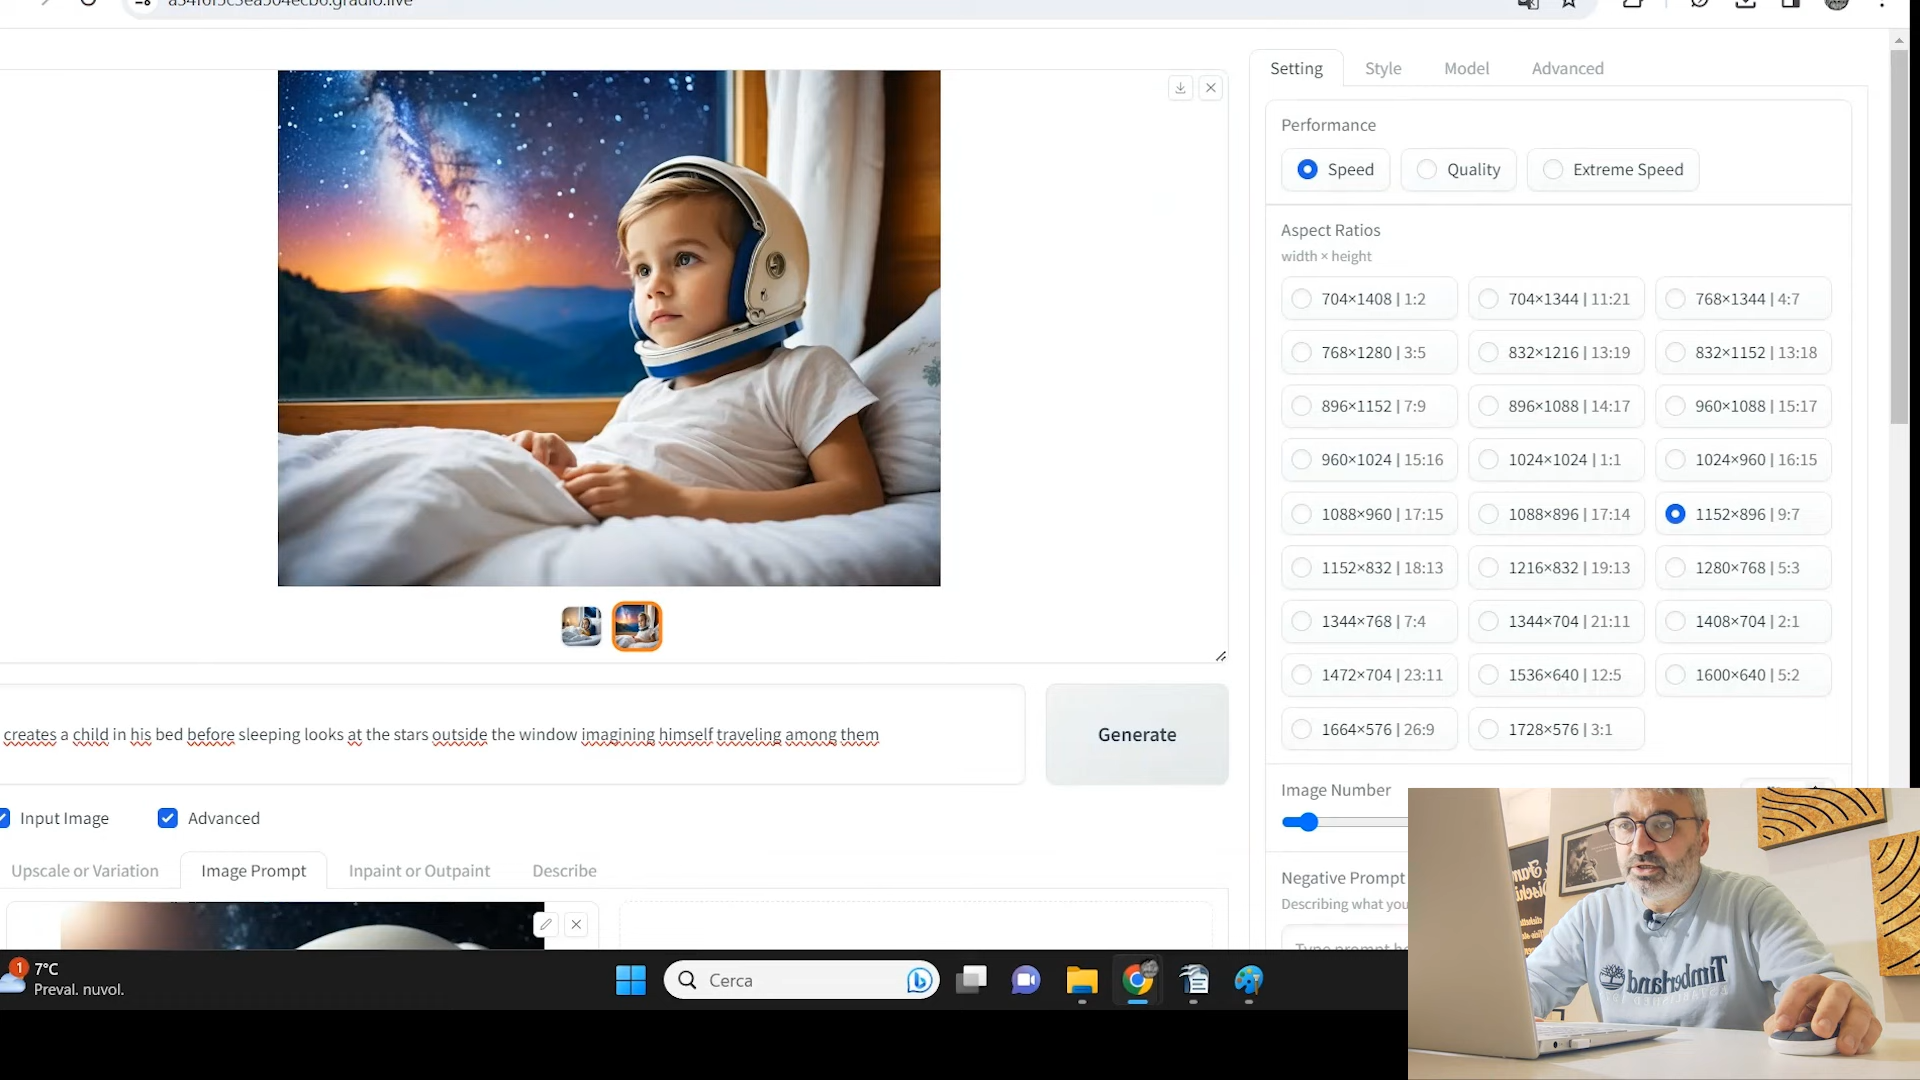 Setting Style Model Advanced
Performance
Speed Quality Extreme Speed
Aspect Ratios
width × height
704×1408 | 1:2 704×1344 | 11:21 768×1344 | 4:7
768×1280 | 3:5 832×1216 | 13:19 832×1152 | 13:18
896×1152 | 7:9 896×1088 | 14:17 960×1088 | 15:17
960×1024 | 15:16 1024×1024 | 1:1 1024×960 | 16:15
1088×960 | 17:15 1088×896 | 17:14 1152×896 | 9:7
1152×832 | 18:13 1216×832 | 19:13 1280×768 | 5:3
1344×768 | 7:4 1344×704 | 21:11 1408×704 | 2:1
1472×704 | 23:11 1536×640 | 12:5 1600×640 | 5:2
1664×576 | 26:9 1728×576 | 3:1
creates a child in his bed before sleeping looks at the stars outside the window imagining himself traveling among them
Generate
Image Number
Input Image Advanced
Upscale or Variation Image Prompt Inpaint or Outpaint Describe
Negative Prompt
Describing what you
1
7°C
Preval. nuvol.
Cerca
Timberland